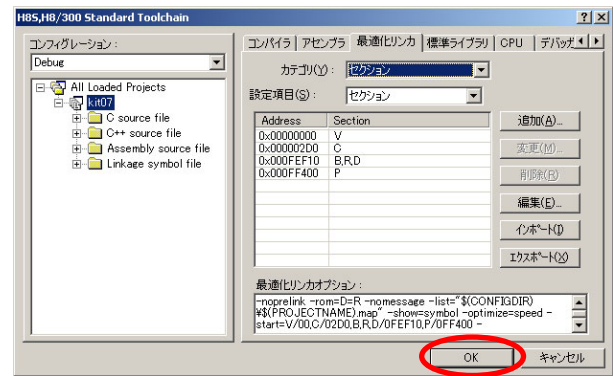 H8S,H8/300 Standard Toolchain
コンフィグレーション：
Debug
All Loaded Projects
kit07
C source file
C++ source file
Assembly source file
Linkage symbol file
コンパイラ アセンブラ 最適化リンカ 標準ライブラリ CPU デバッガ
カテゴリ(Y)： セクション
設定項目(S)： セクション
Address Section
0x00000000 V
0x000002D0 C
0x000FEF10 B,R,D
0x000FF400 P
追加(A)...
変更(M)...
削除(R)
編集(E)...
インポート(I)
エクスポート(X)
最適化リンカオプション：
-noprelink -rom=D=R -nomessage -list="$(CONFIGDIR)
¥$(PROJECTNAME).map" -show=symbol -optimize=speed -
start=V/00,C/02D0,B,R,D/0FEF10,P/0FF400 -
OK キャンセル